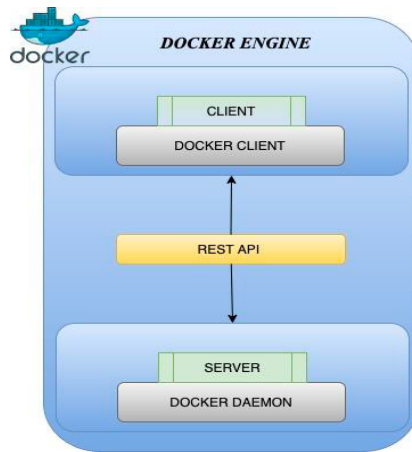 docker
DOCKER ENGINE
CLIENT
DOCKER CLIENT
REST API
SERVER
DOCKER DAEMON